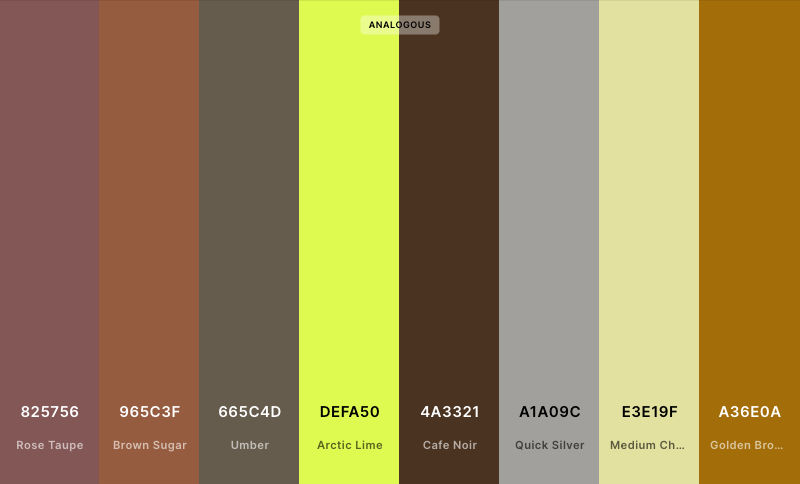 ANALOGOUS
825756 965C3F 665C4D DEFA50 4A3321 A1A09C E3E19F A36E0A
Rose Taupe Brown Sugar Umber Arctic Lime Cafe Noir Quick Silver Medium Ch... Golden Bro...